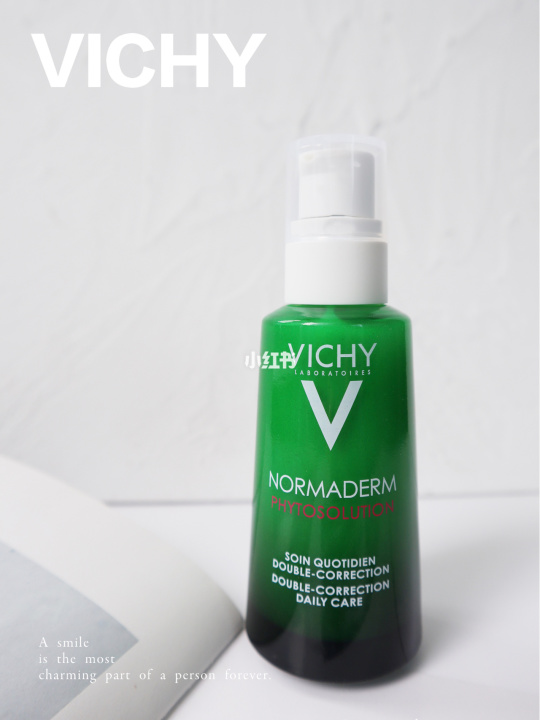 VICHY
小红书
VICHY
LABORATOIRES
V
NORMADERM
PHYTOSOLUTION
SOIN QUOTIDIEN
DOUBLE-CORRECTION
DOUBLE-CORRECTION
DAILY CARE
A smile
is the most
charming part of a person forever.